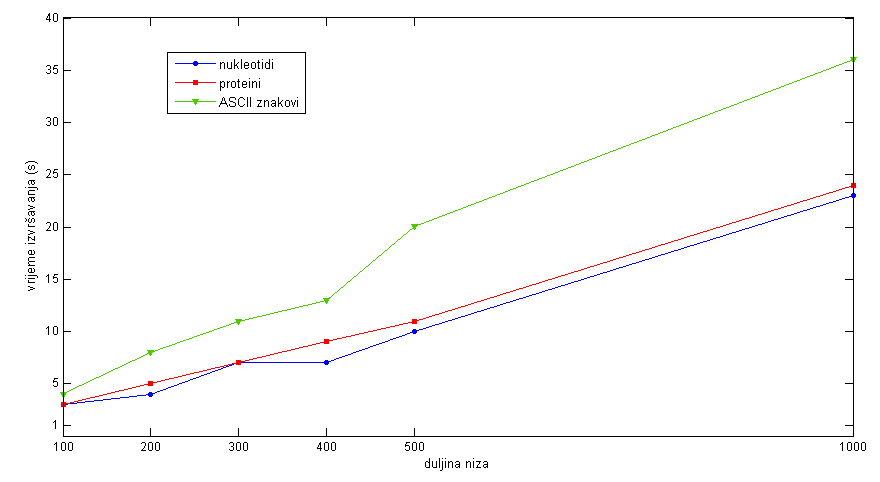 40
35
30
25
20
15
10
5
1
vrijeme izvršavanja (s)
nukleotidi
proteini
ASCII znakovi
100 200 300 400 500 1000
duljina niza